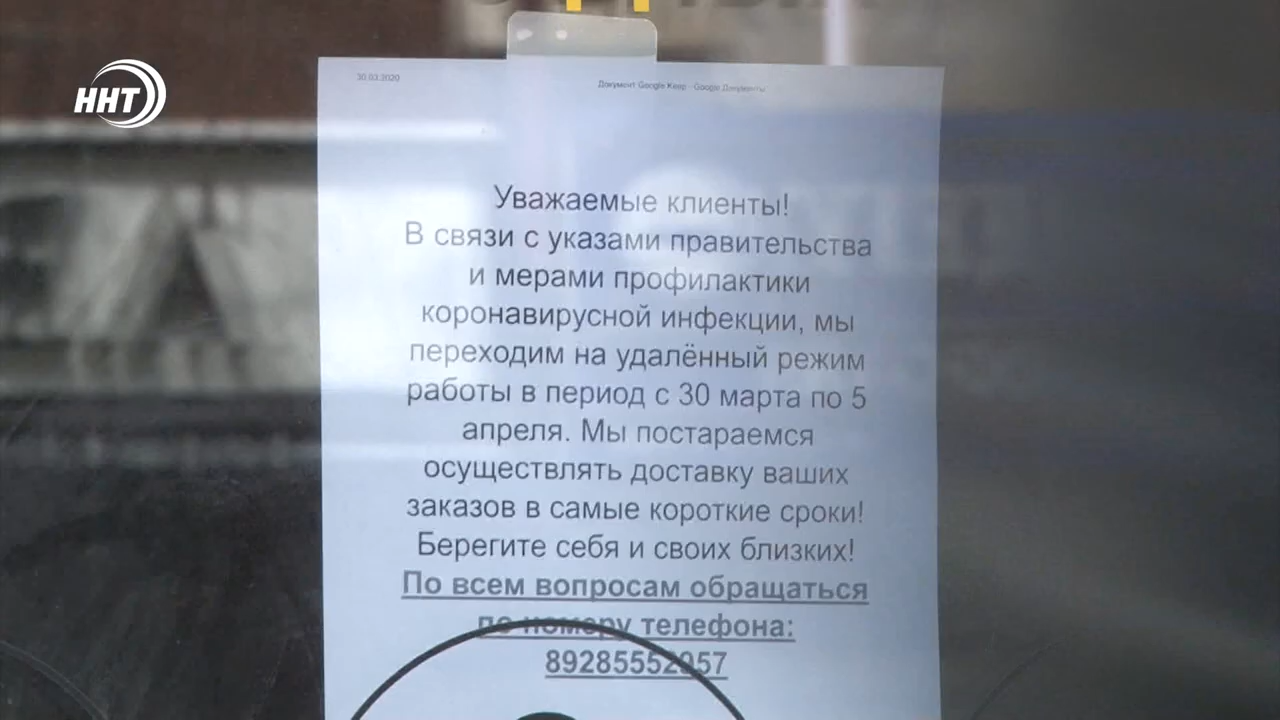 ННТ
30.03.2020
Документ Google Keep - Google Документы
Уважаемые клиенты!
В связи с указами правительства
и мерами профилактики
коронавирусной инфекции, мы
переходим на удалённый режим
работы в период с 30 марта по 5
апреля. Мы постараемся
осуществлять доставку ваших
заказов в самые короткие сроки!
Берегите себя и своих близких!
По всем вопросам обращаться
по номеру телефона:
89285552957